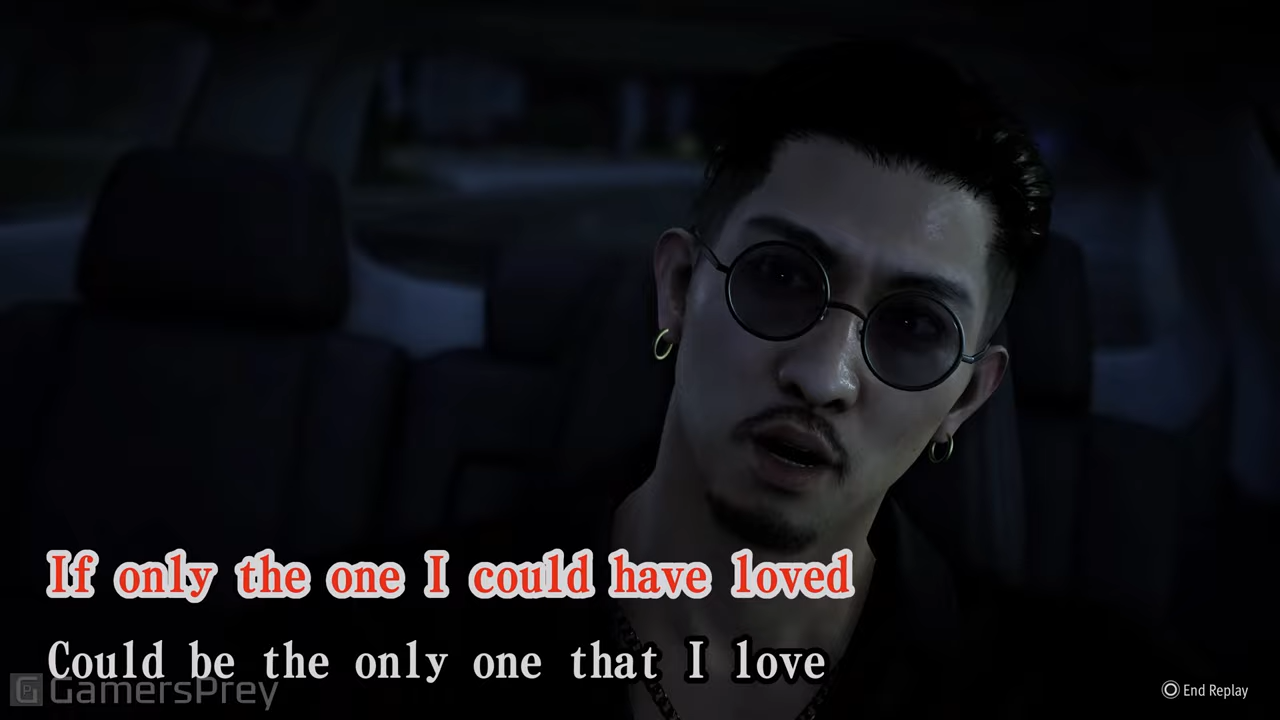 If only the one I could have loved
Could be the only one that I love
GamersPrey
End Replay